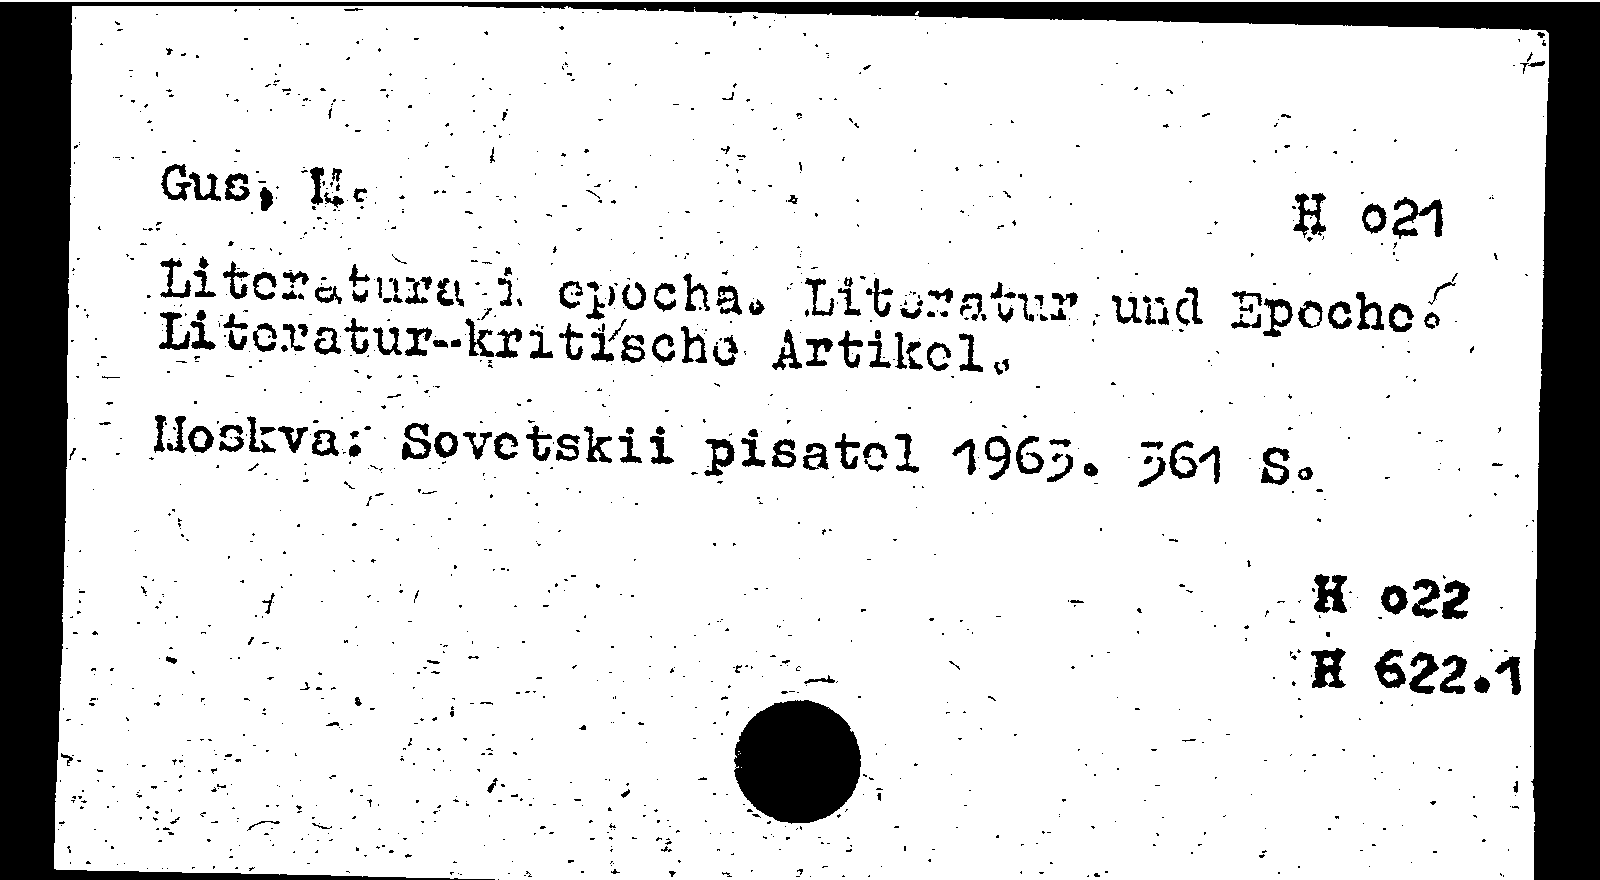 Gus, M.
H 021
Literatura i epocha. Literatur und Epoche.
Literatur-kritische Artikel.
Moskva: Sovetskii pisatel 1963. 361 S.
H 022
H 622.1